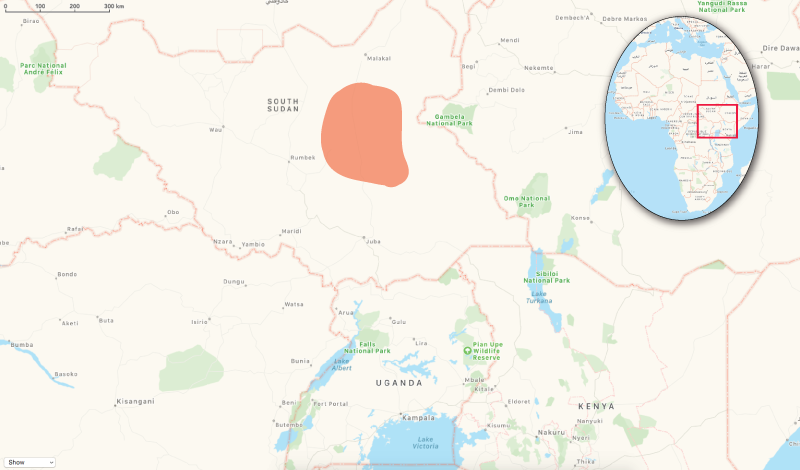 0 100 200 300 km
Birao
Parc National
André Félix
Malakal
SOUTH
SUDAN
Wau
Rumbek
Obo
Rafai
Nzara
Yambio
Maridi
Juba
Bondo
Dungu
Watsa
Aketi
Buta
Isiro
Bumba
Basoko
Kisangani
Bunia
Beni
Butembo
Arua
Gulu
Lira
Falls
National Park
Lake
Albert
UGANDA
Fort Portal
Kampala
Lake
Victoria
Pian Upe
Wildlife
Reserve
Mbale
Kitale
Eldoret
Kisumu
Nakuru
KENYA
Nanyuki
Nyeri
Thika
Sibiloi
National Park
Lake
Turkana
Omo National
Park
Konso
Gambela
National Park
Jima
Dembi Dolo
Begi
Mendi
Nekemte
Dembech'A
Debre Markos
Yangudi Rassa
National Park
Dire Dawa
Harar
Show